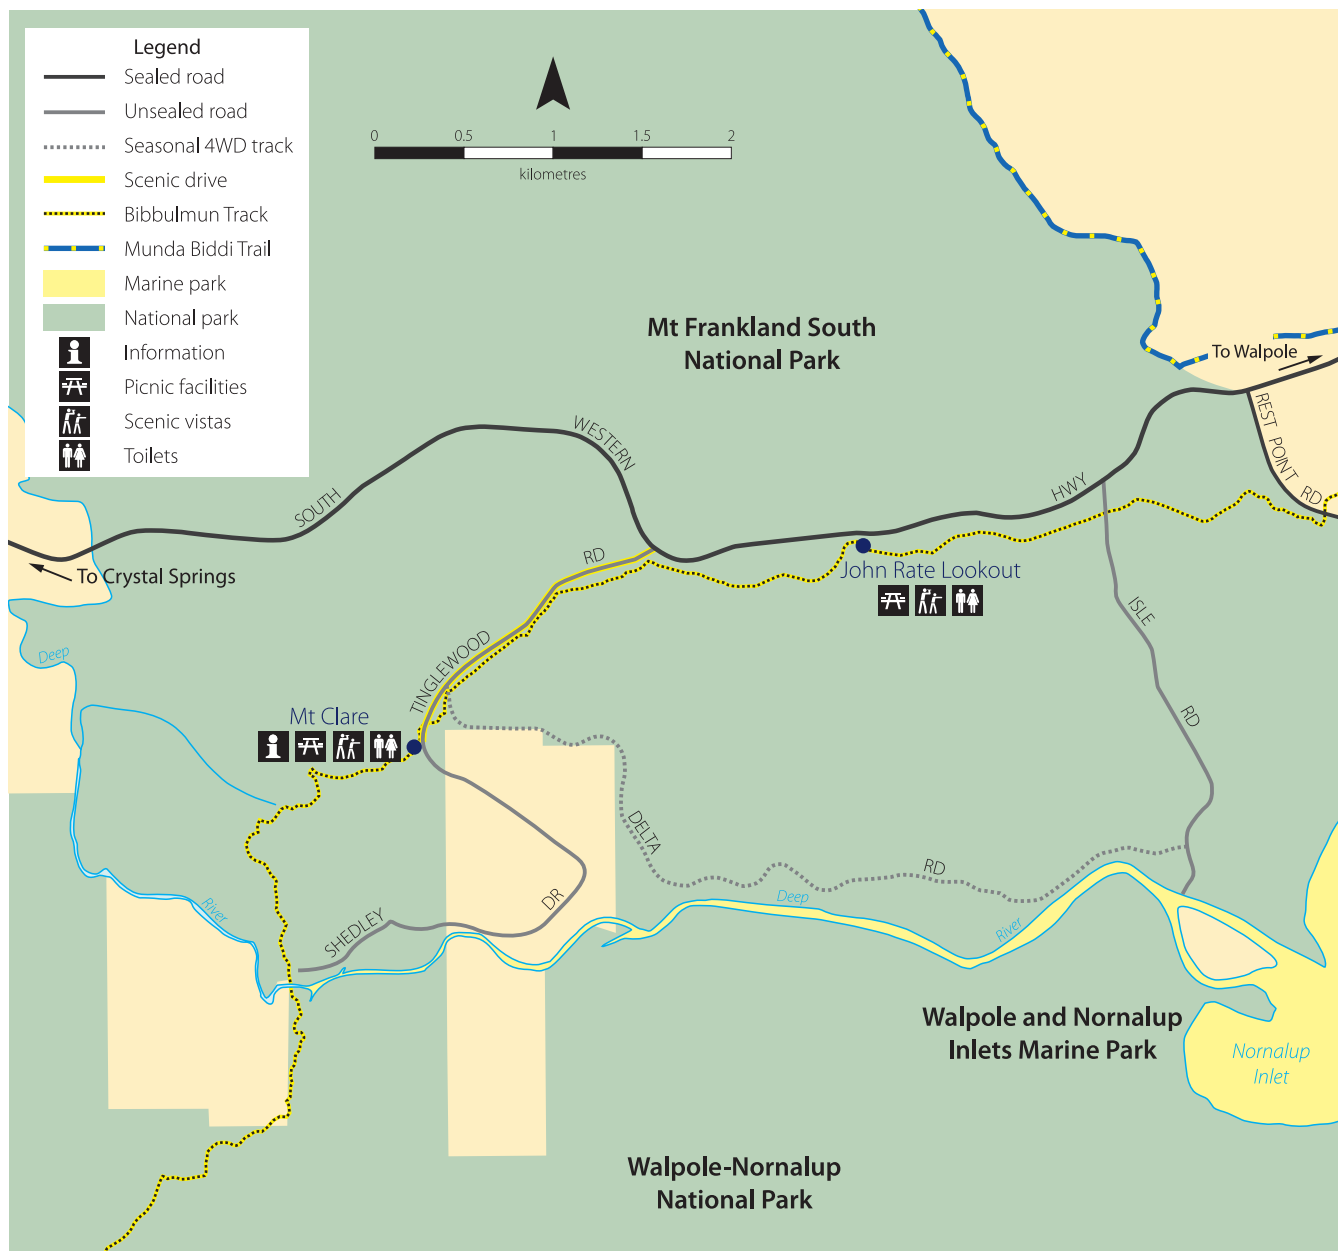 Legend
Sealed road
Unsealed road
Seasonal 4WD track
Scenic drive
Bibbulmun Track
Munda Biddi Trail
Marine park
National park
Information
Picnic facilities
Scenic vistas
Toilets
0 0.5 1 1.5 2
kilometres
Mt Frankland South
National Park
To Walpole
REST POINT RD
SOUTH WESTERN HWY
To Crystal Springs
TINGLEWOOD RD
John Rate Lookout
ISLE RD
Deep
Mt Clare
DELTA RD
SHEDLEY DR
River
Deep
River
Walpole and Nornalup
Inlets Marine Park
Nornalup
Inlet
Walpole-Nornalup
National Park